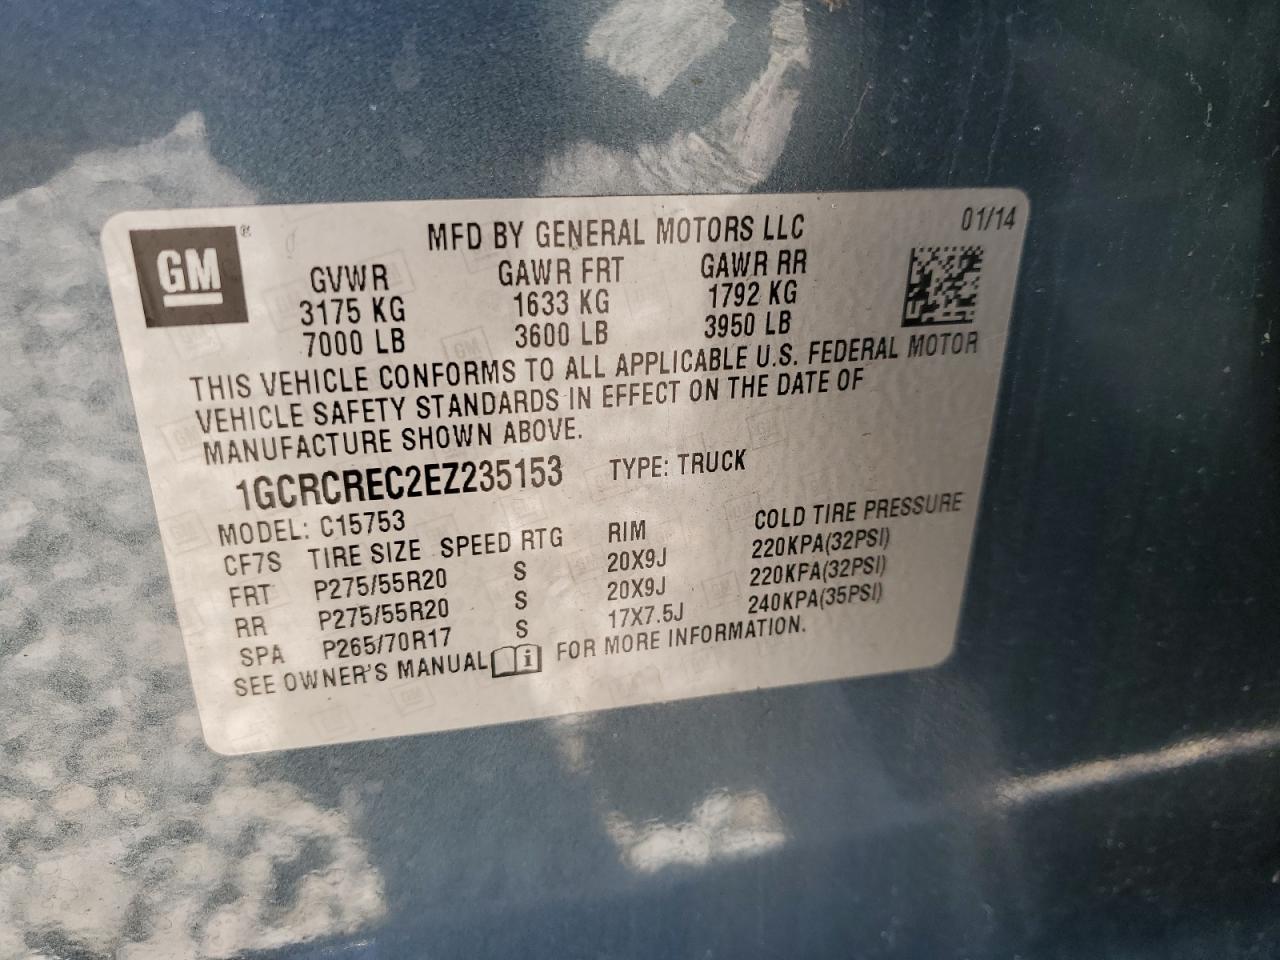 GM ® MFD BY GENERAL MOTORS LLC 01/14
GVWR GAWR FRT GAWR RR
3175 KG 1633 KG 1792 KG
7000 LB 3600 LB 3950 LB
THIS VEHICLE CONFORMS TO ALL APPLICABLE U.S. FEDERAL MOTOR
VEHICLE SAFETY STANDARDS IN EFFECT ON THE DATE OF
MANUFACTURE SHOWN ABOVE.
1GCRCREC2EZ235153 TYPE: TRUCK
MODEL: C15753
CF7S TIRE SIZE SPEED RTG RIM COLD TIRE PRESSURE
FRT P275/55R20 S 20X9J 220KPA(32PSI)
RR P275/55R20 S 20X9J 220KPA(32PSI)
SPA P265/70R17 S 17X7.5J 240KPA(35PSI)
SEE OWNER'S MANUAL i FOR MORE INFORMATION.